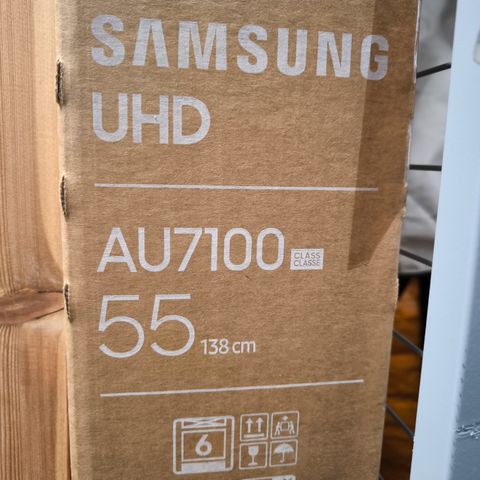 SAMSUNG
UHD
AU7100 CLASS
CLASSE
55 138 cm
6